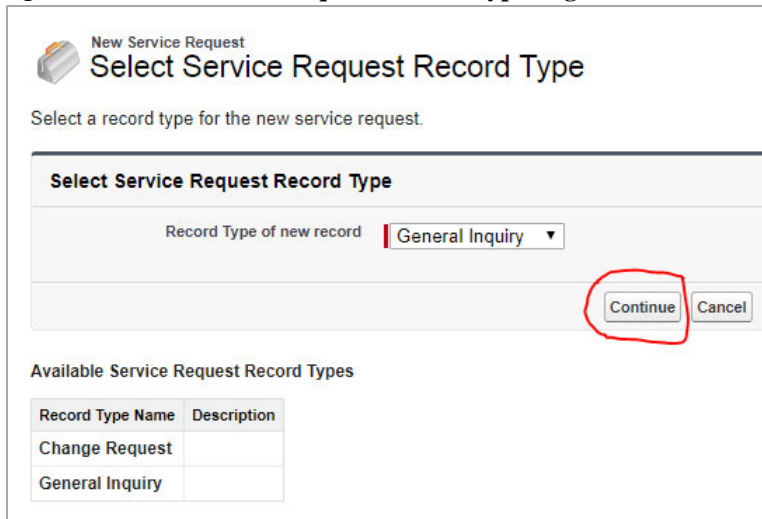 New Service Request
Select Service Request Record Type
Select a record type for the new service request.
Select Service Request Record Type
Record Type of new record General Inquiry
Continue Cancel
Available Service Request Record Types
Record Type Name Description
Change Request
General Inquiry